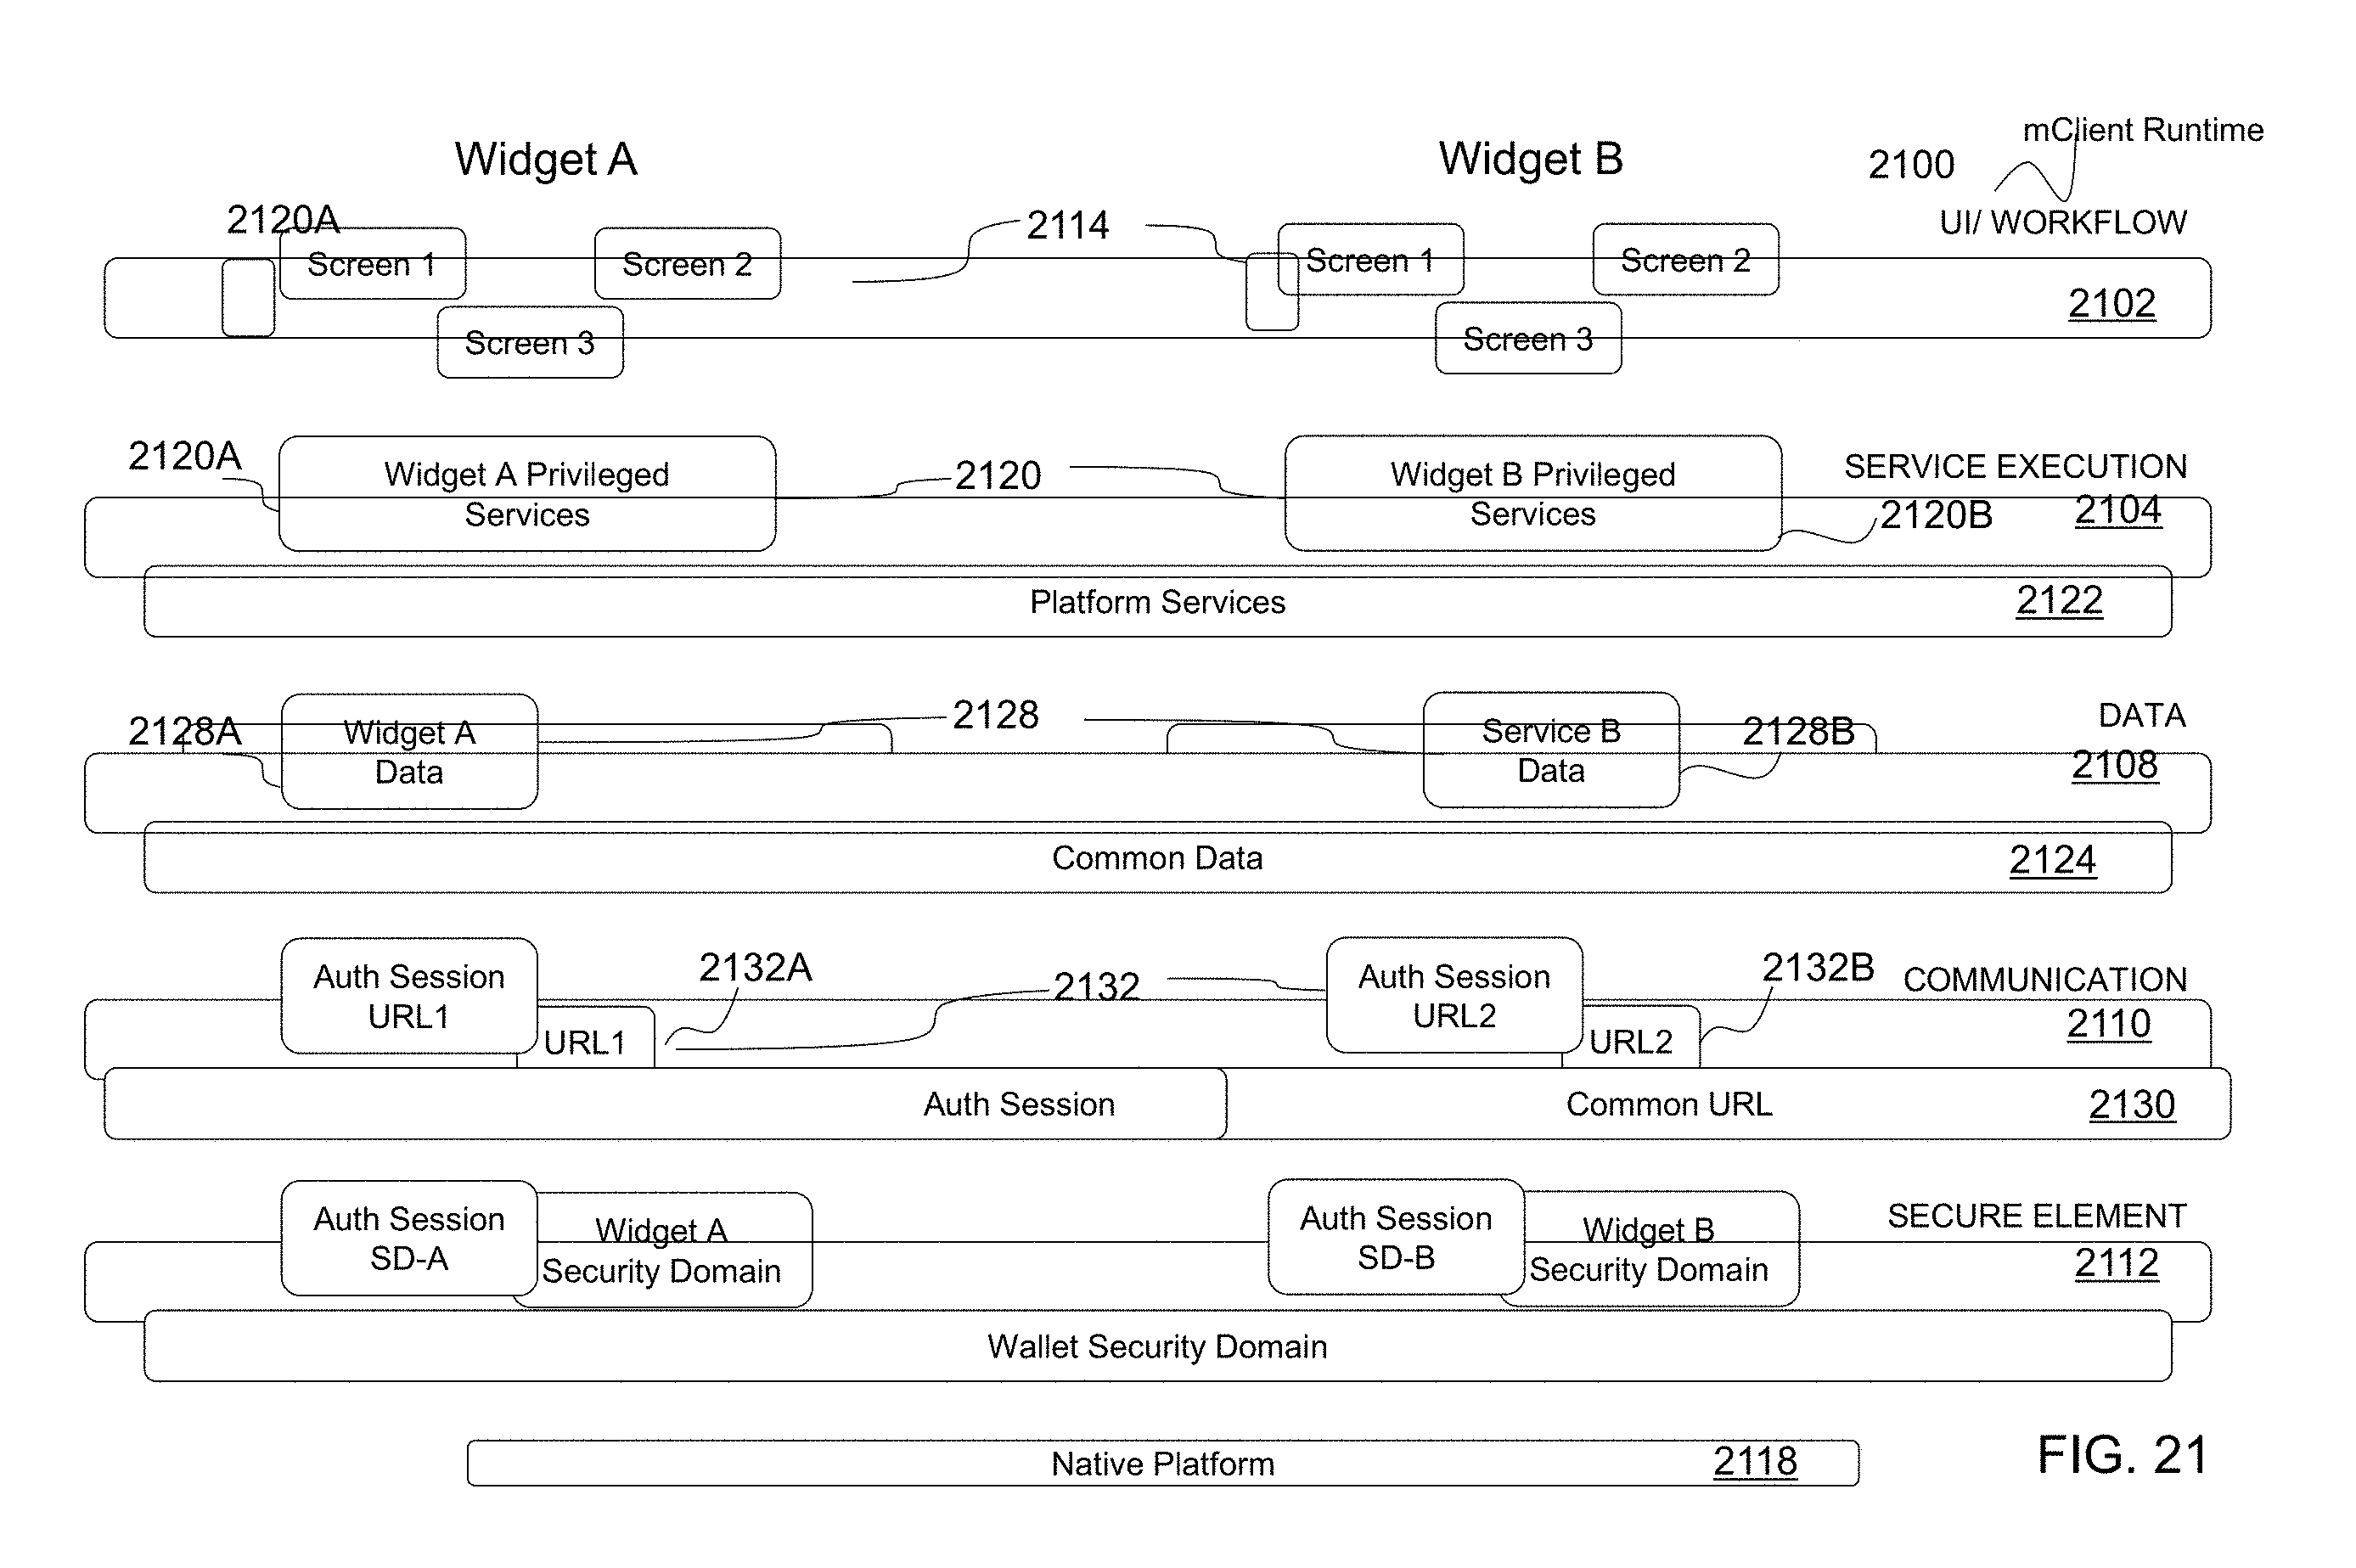 mClient Runtime
Widget A
Widget B
2100
2120A
2114
UI/ WORKFLOW
Screen 1
Screen 2
Screen 1
Screen 2
2102
Screen 3
Screen 3
2120A
Widget A Privileged
Services
2120
Widget B Privileged
Services
SERVICE EXECUTION
2104
2120B
Platform Services
2122
2128A
Widget A
Data
2128
Service B
Data
2128B
DATA
2108
Common Data
2124
Auth Session
URL1
2132A
URL1
2132
Auth Session
URL2
2132B
URL2
COMMUNICATION
2110
Auth Session
Common URL
2130
Auth Session
SD-A
Widget A
Security Domain
Auth Session
SD-B
Widget B
Security Domain
SECURE ELEMENT
2112
Wallet Security Domain
Native Platform
2118
FIG. 21